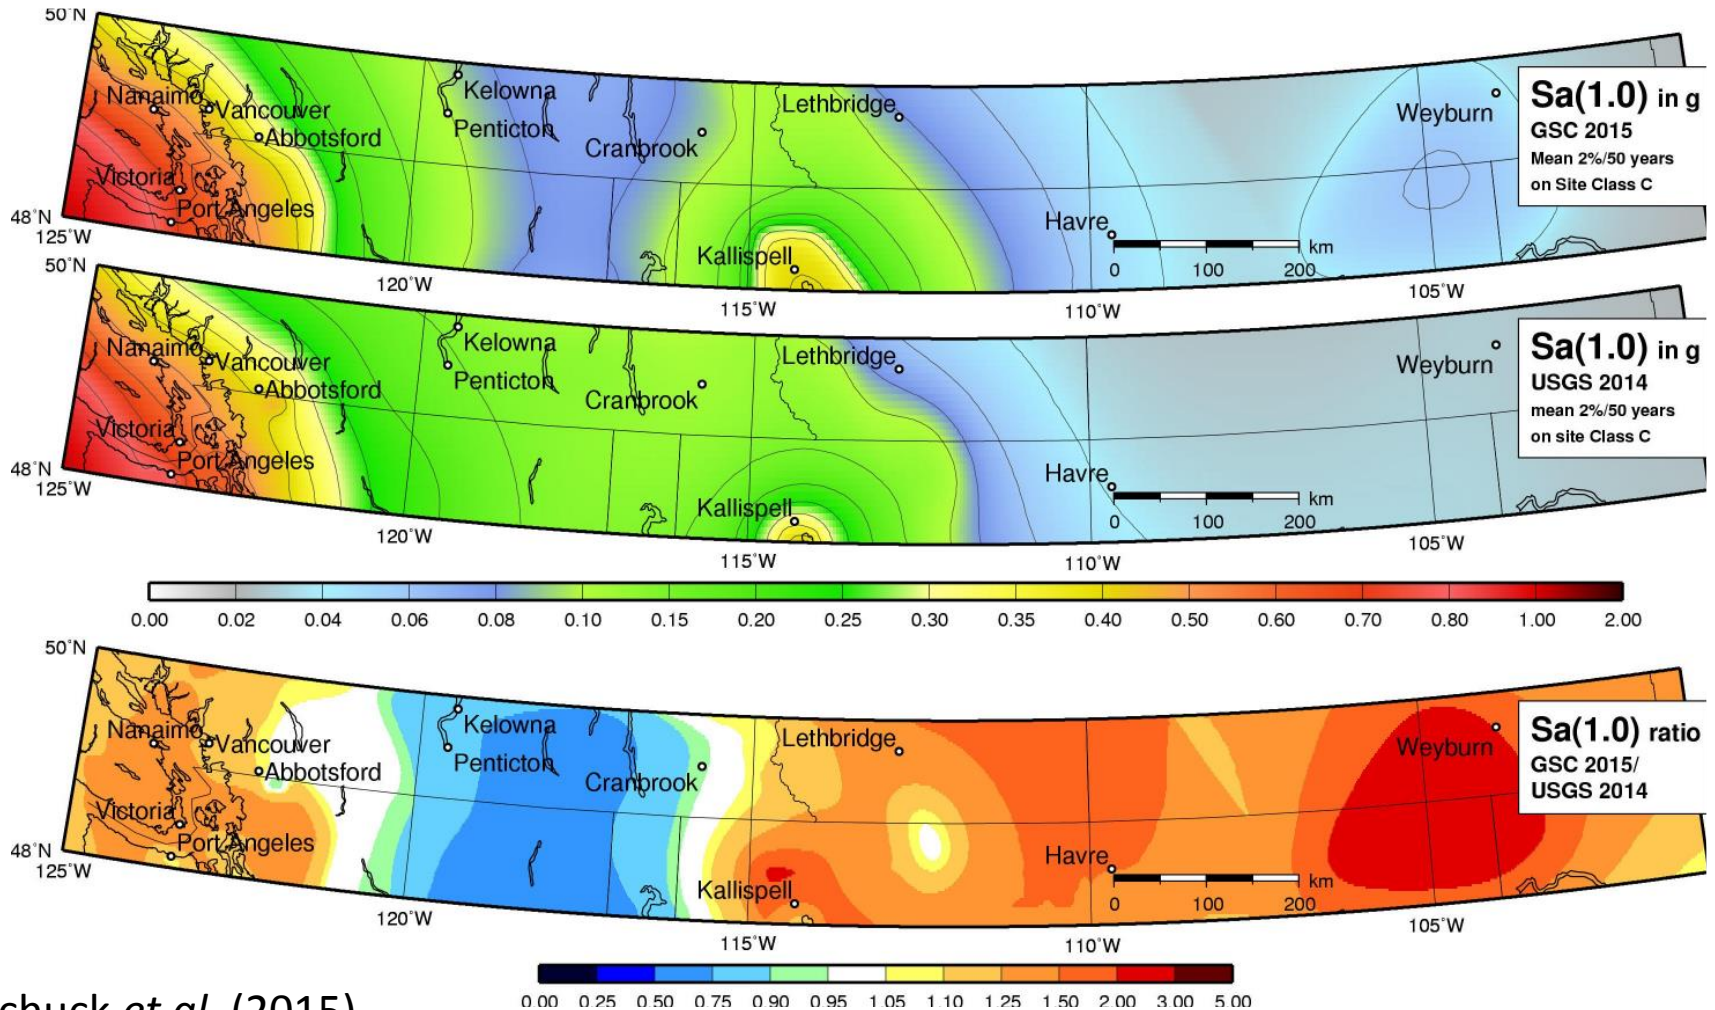 50˚N
Nanaimo
Vancouver
Abbotsford
Victoria
Port Angeles
48˚N
125˚W
Kelowna
Penticton
Cranbrook
Lethbridge
Kallispell
Havre
Weyburn
0 100 200 km
120˚W
115˚W
110˚W
105˚W
Sa(1.0) in g
GSC 2015
Mean 2%/50 years
on Site Class C
50˚N
Nanaimo
Vancouver
Abbotsford
Victoria
Port Angeles
48˚N
125˚W
Kelowna
Penticton
Cranbrook
Lethbridge
Kallispell
Havre
Weyburn
0 100 200 km
120˚W
115˚W
110˚W
105˚W
Sa(1.0) in g
USGS 2014
mean 2%/50 years
on site Class C
0.00 0.02 0.04 0.06 0.08 0.10 0.15 0.20 0.25 0.30 0.35 0.40 0.50 0.60 0.70 0.80 1.00 2.00
50˚N
Nanaimo
Vancouver
Abbotsford
Victoria
Port Angeles
48˚N
125˚W
Kelowna
Penticton
Cranbrook
Lethbridge
Kallispell
Havre
Weyburn
0 100 200 km
120˚W
115˚W
110˚W
105˚W
Sa(1.0) ratio
GSC 2015/
USGS 2014
0.00 0.25 0.50 0.75 0.90 0.95 1.05 1.10 1.25 1.50 2.00 3.00 5.00
chuck et al. (2015)